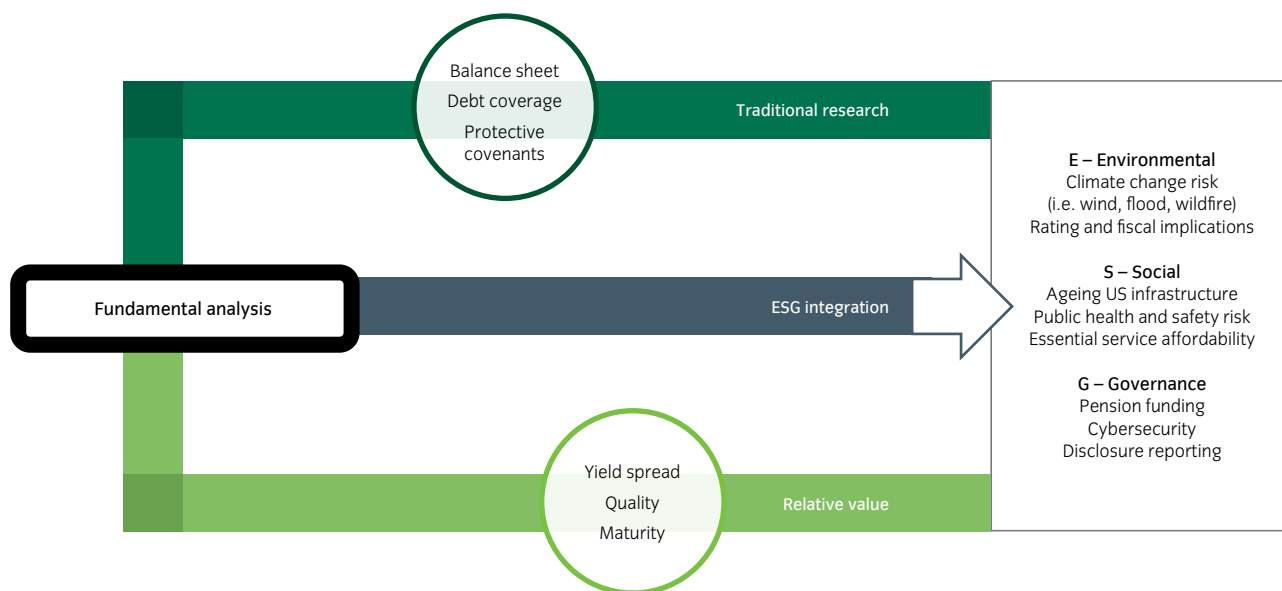 Balance sheet
Debt coverage
Protective
covenants
Traditional research
Fundamental analysis
ESG integration
Yield spread
Quality
Maturity
Relative value
E – Environmental
Climate change risk
(i.e. wind, flood, wildfire)
Rating and fiscal implications
S – Social
Ageing US infrastructure
Public health and safety risk
Essential service affordability
G – Governance
Pension funding
Cybersecurity
Disclosure reporting